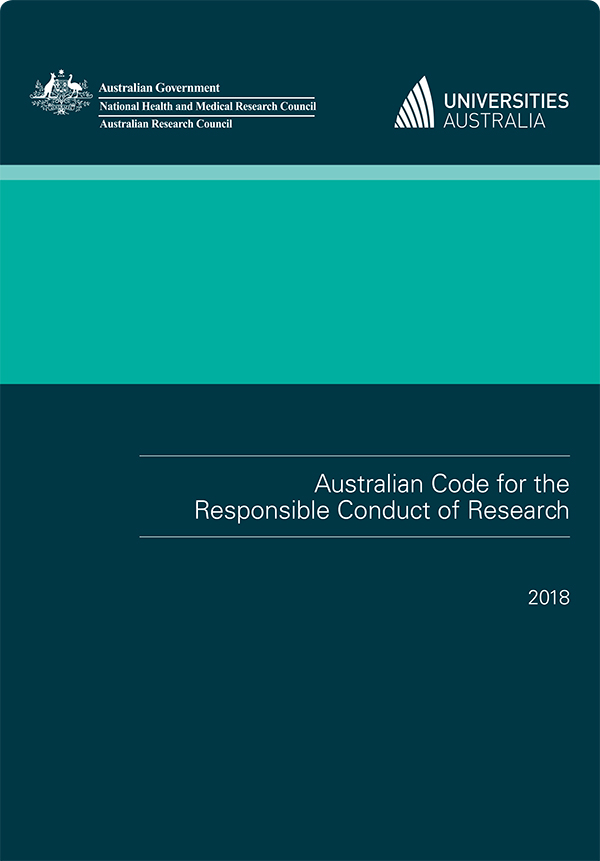 Australian Government
National Health and Medical Research Council
Australian Research Council
UNIVERSITIES
AUSTRALIA
Australian Code for the
Responsible Conduct of Research
2018